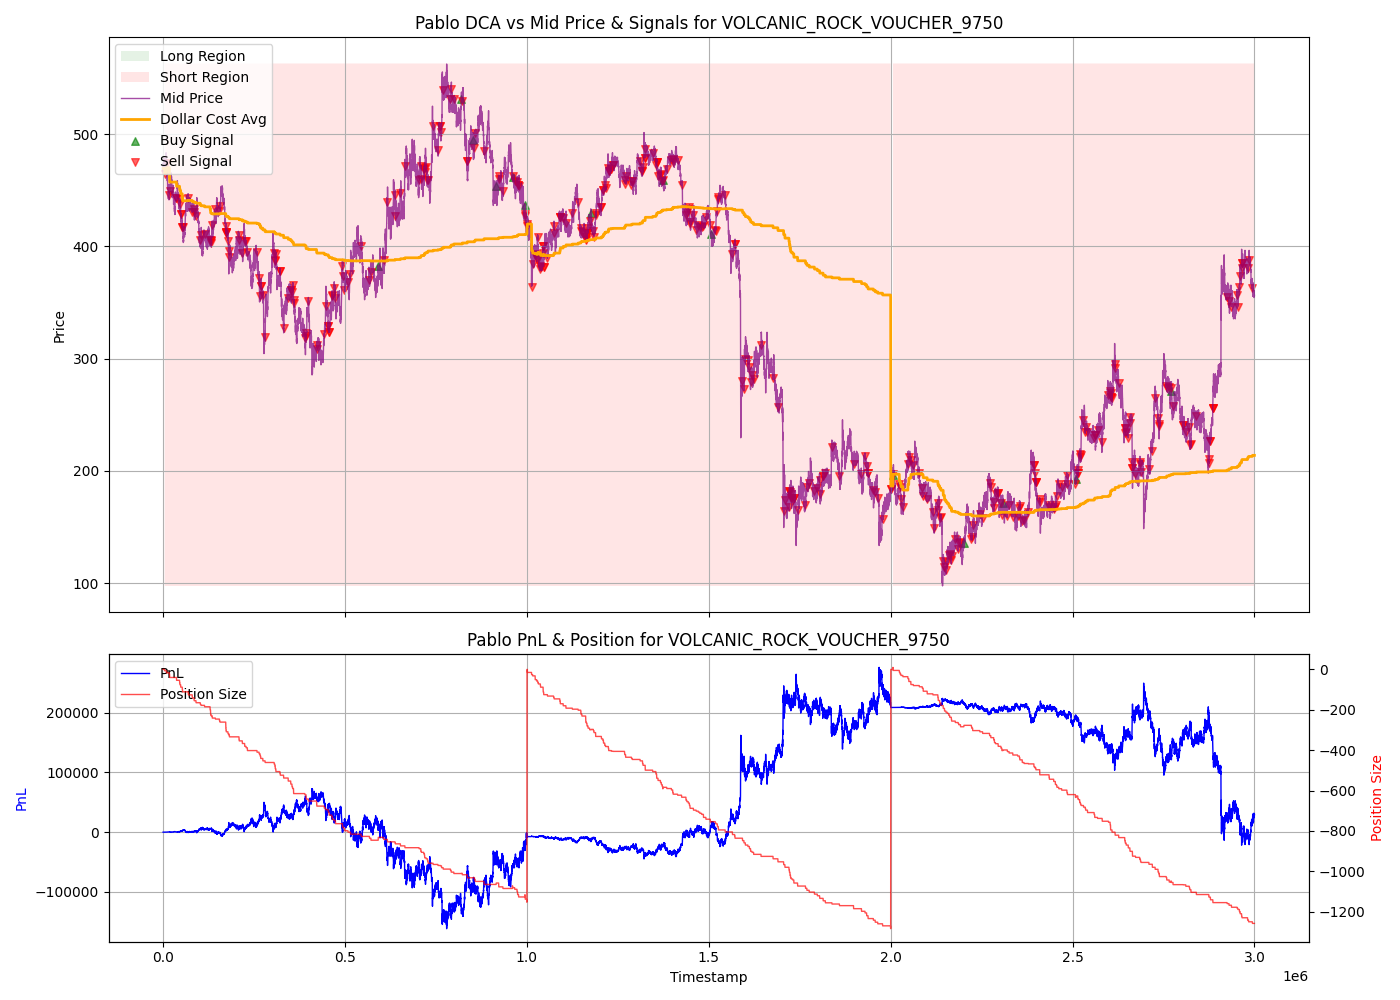 Pablo DCA vs Mid Price & Signals for VOLCANIC_ROCK_VOUCHER_9750
Long Region
Short Region
Mid Price
Dollar Cost Avg
Buy Signal
Sell Signal
500
400
300
200
100
Price
Pablo PnL & Position for VOLCANIC_ROCK_VOUCHER_9750
PnL
Position Size
200000
100000
0
−100000
PnL
0
−200
−400
−600
−800
−1000
−1200
Position Size
0.0 0.5 1.0 1.5 2.0 2.5 3.0
Timestamp 1e6